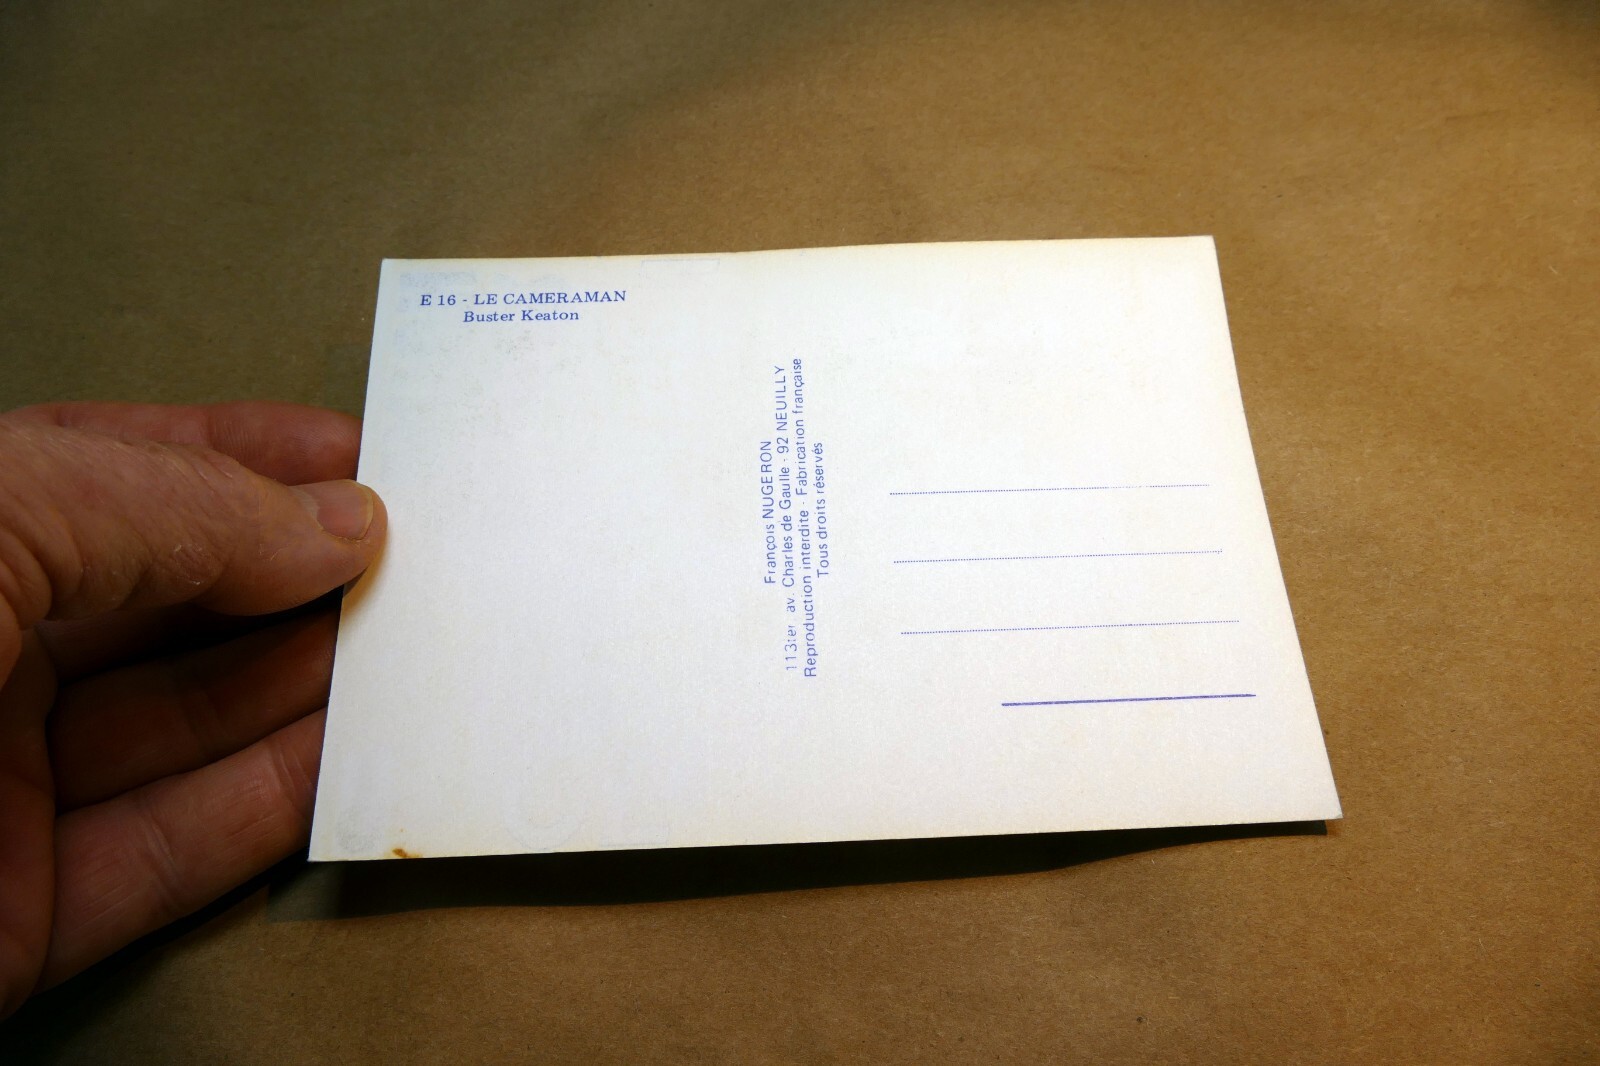 E 16 - LE CAMERAMAN
Buster Keaton
François NUGERON
113ter av. Charles de Gaulle - 92 NEUILLY
Reproduction interdite - Fabrication française
Tous droits réservés